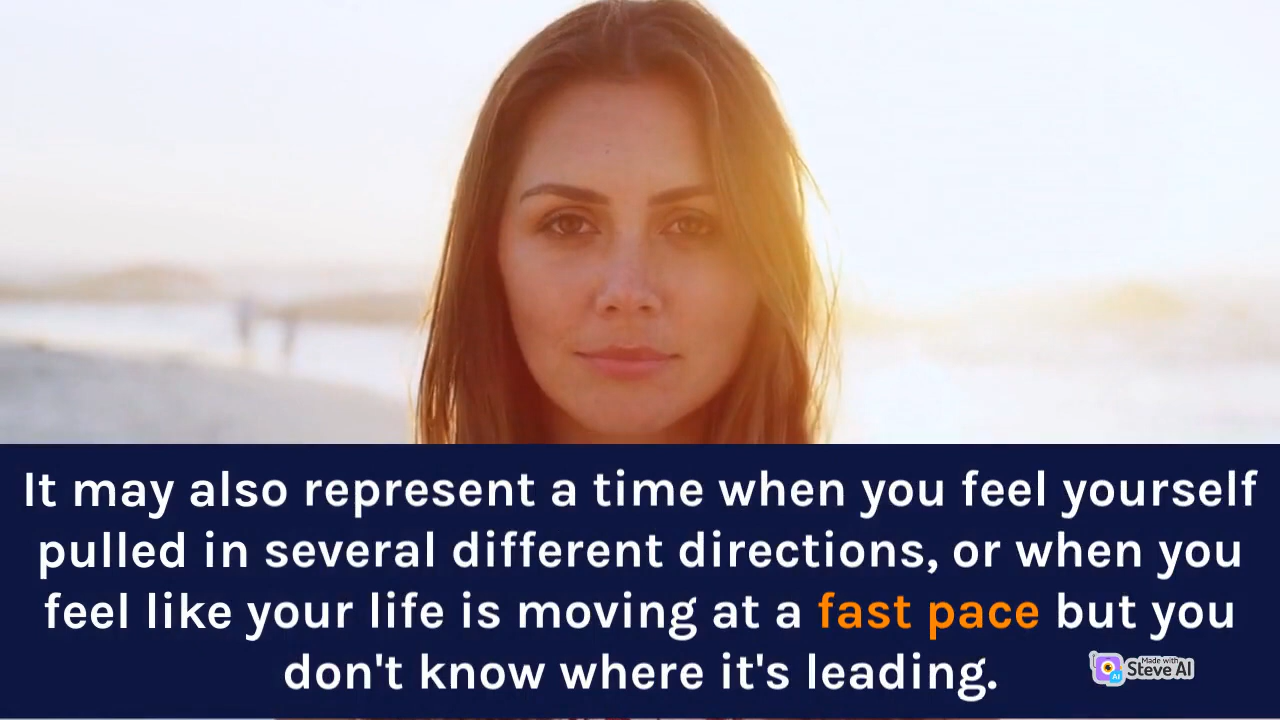 It may also represent a time when you feel yourself
pulled in several different directions, or when you
feel like your life is moving at a fast pace but you
don't know where it's leading.
Made with
Steve AI
AI